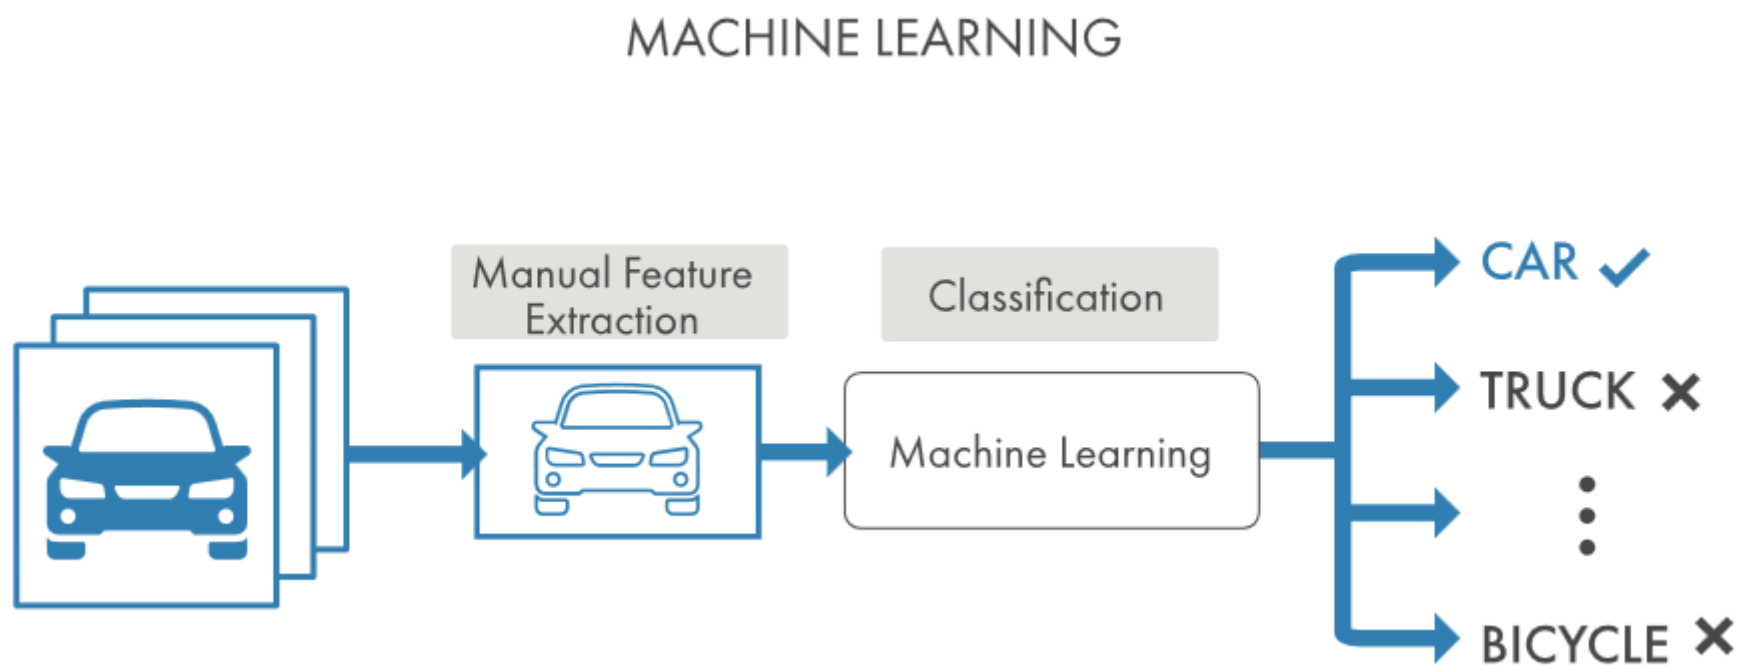 MACHINE LEARNING
Manual Feature
Extraction
Classification
Machine Learning
CAR
TRUCK
BICYCLE